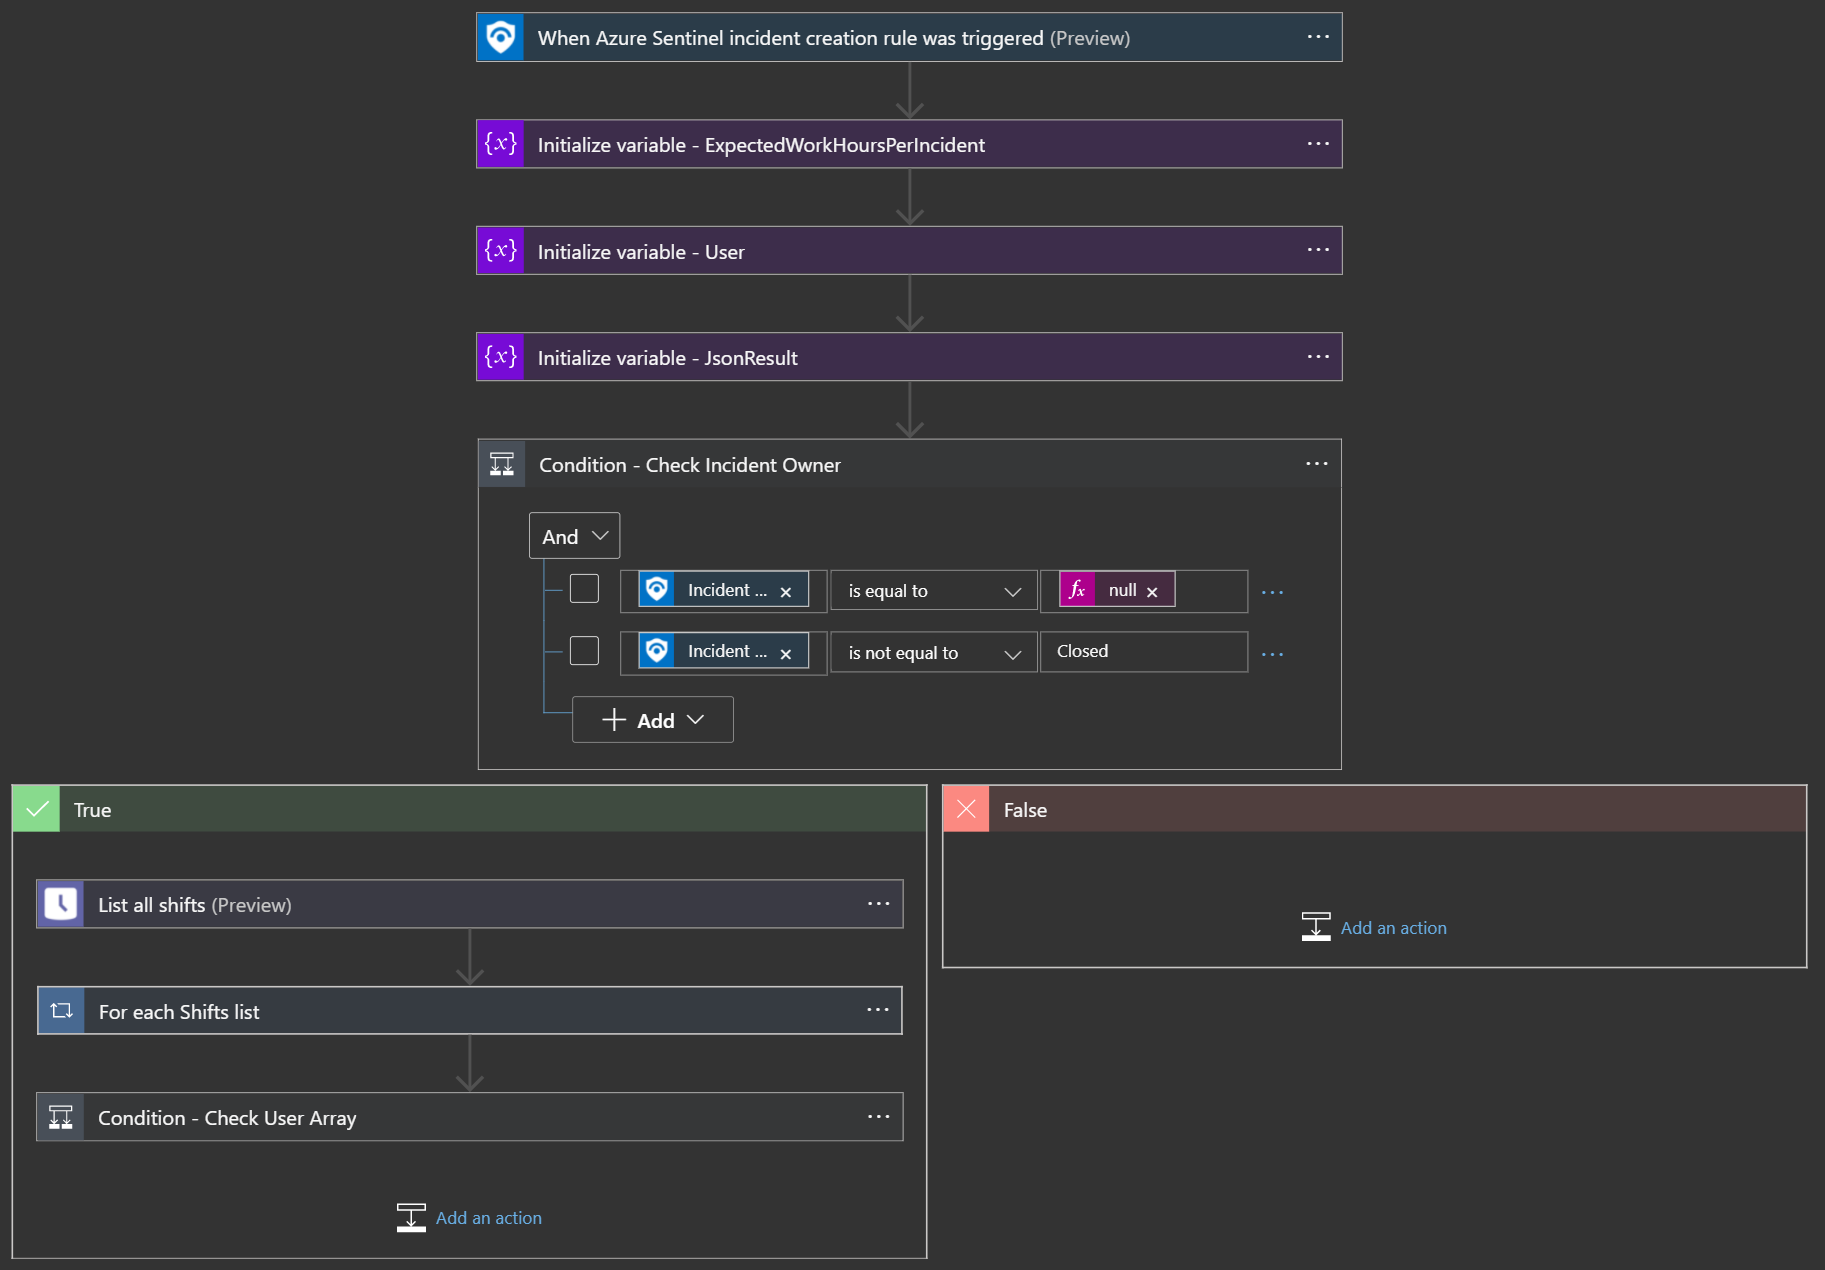 When Azure Sentinel incident creation rule was triggered (Preview)
{x} Initialize variable - ExpectedWorkHoursPerIncident
{x} Initialize variable - User
{x} Initialize variable - JsonResult
Condition - Check Incident Owner
And
Incident ... × is equal to fx null ×
Incident ... × is not equal to Closed
+ Add
True
False
List all shifts (Preview)
Add an action
For each Shifts list
Condition - Check User Array
Add an action